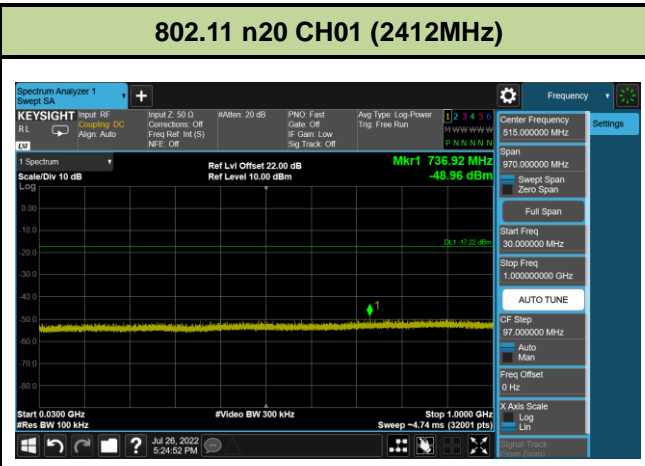 802.11 n20 CH01 (2412MHz)
Spectrum Analyzer 1
Swept SA
Frequency
KEYSIGHT
RL
LXI
Input: RF
Coupling: DC
Align: Auto
Input Z: 50 Ω
Corrections: Off
Freq Ref: Int (S)
NFE: Off
#Atten: 20 dB
PNO: Fast
Gate: Off
IF Gain: Low
Sig Track: Off
Avg Type: Log-Power
Trig: Free Run
1 2 3 4 5 6
M W W W W W
P N N N N N
Center Frequency
515.000000 MHz
Settings
1 Spectrum
Scale/Div 10 dB
Ref Lvl Offset 22.00 dB
Ref Level 10.00 dBm
Mkr1 736.92 MHz
-48.96 dBm
Span
970.000000 MHz
Swept Span
Zero Span
Full Span
Start Freq
30.000000 MHz
Stop Freq
1.000000000 GHz
AUTO TUNE
CF Step
97.000000 MHz
Auto
Man
Freq Offset
0 Hz
X Axis Scale
Log
Lin
Signal Track
(Span Zoom)
Log
0.00
-10.0
DL1 -17.22 dBm
-20.0
-30.0
-40.0
1
-50.0
-60.0
-70.0
-80.0
Start 0.0300 GHz
#Res BW 100 kHz
#Video BW 300 kHz
Stop 1.0000 GHz
Sweep ~4.74 ms (32001 pts)
Jul 26, 2022
5:24:52 PM